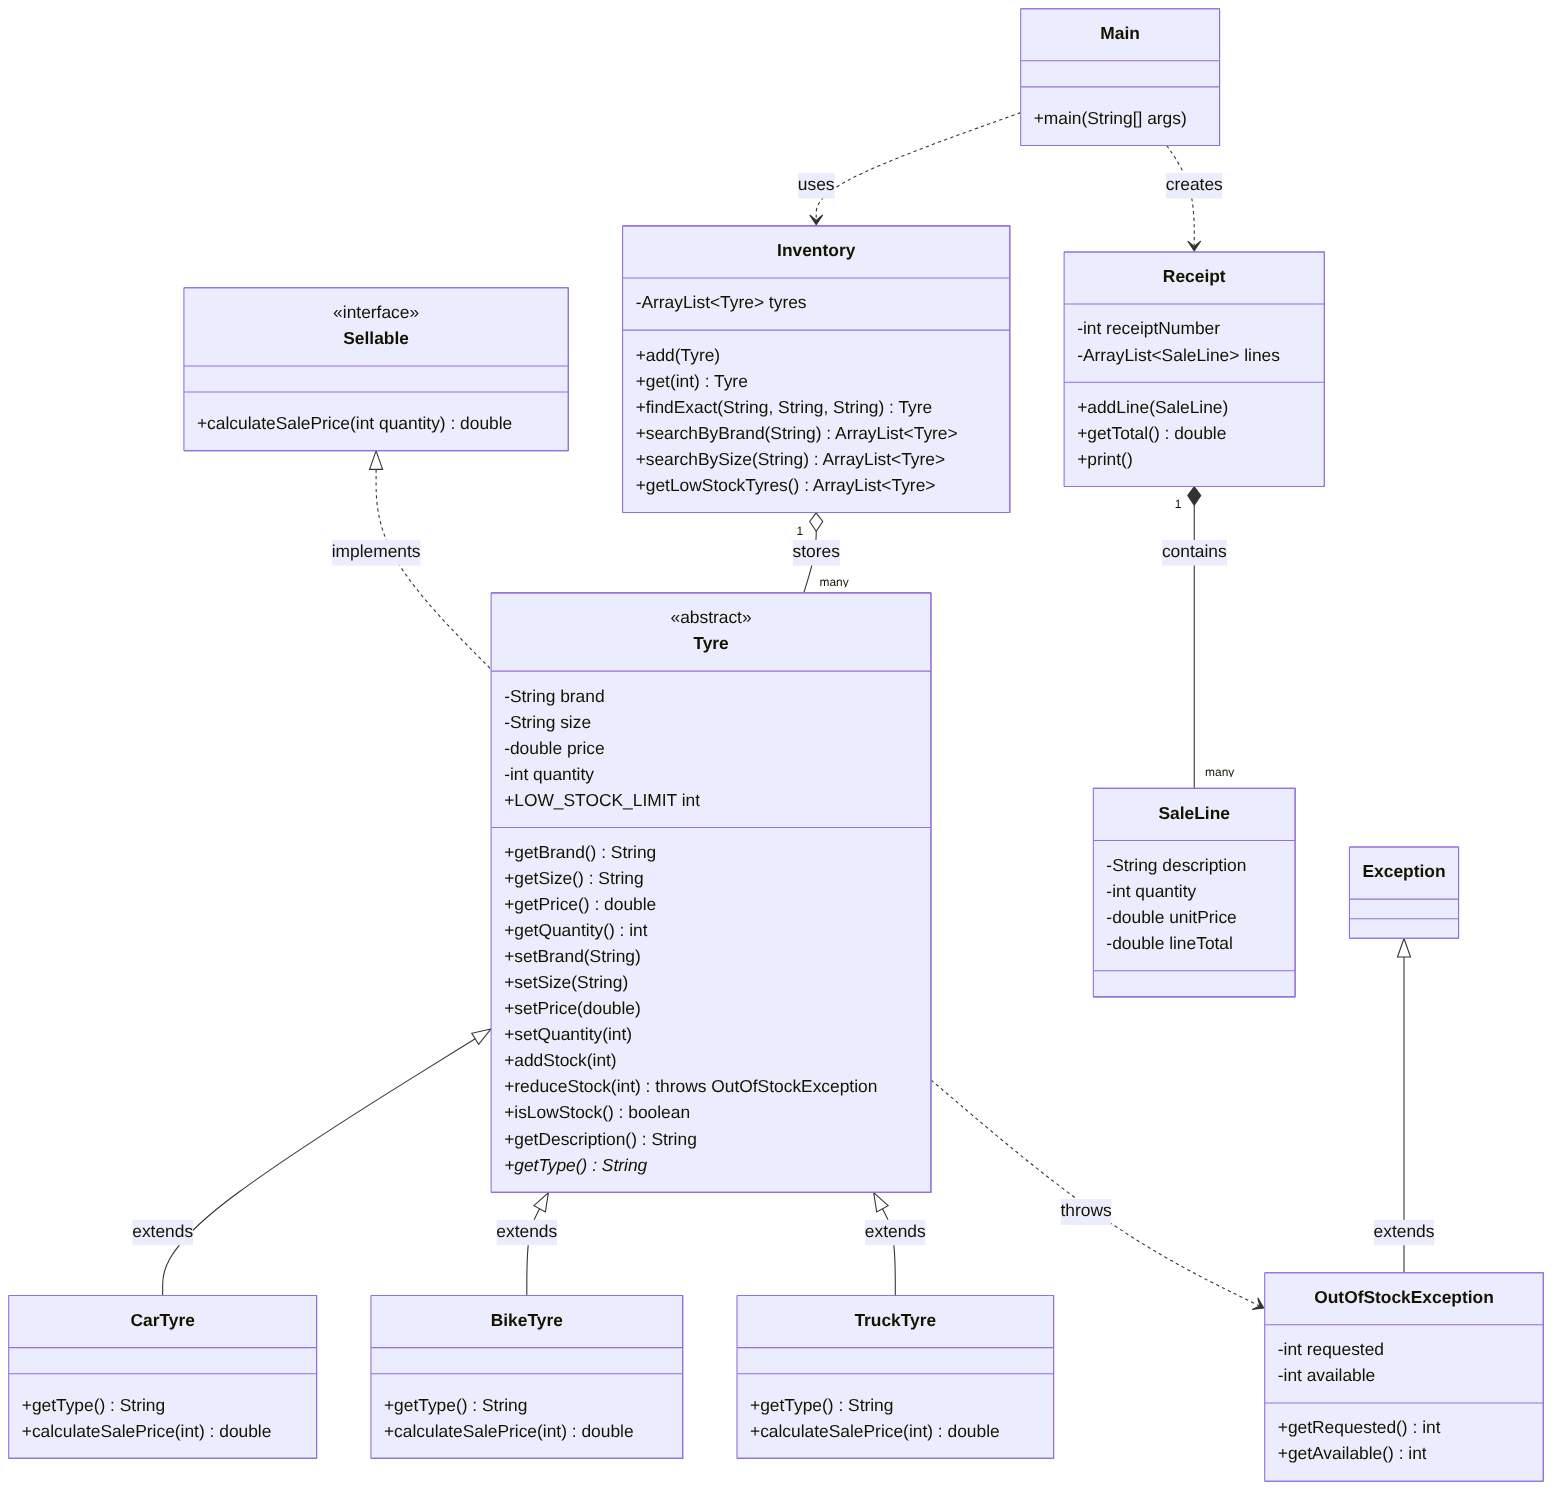 Main
+main(String[] args)
uses
creates
Inventory
-ArrayList<Tyre> tyres
+add(Tyre)
+get(int) : Tyre
+findExact(String, String, String) : Tyre
+searchByBrand(String) : ArrayList<Tyre>
+searchBySize(String) : ArrayList<Tyre>
+getLowStockTyres() : ArrayList<Tyre>
Receipt
-int receiptNumber
-ArrayList<SaleLine> lines
+addLine(SaleLine)
+getTotal() : double
+print()
«interface»
Sellable
+calculateSalePrice(int quantity) : double
implements
1
stores
many
1
contains
many
«abstract»
Tyre
-String brand
-String size
-double price
-int quantity
+LOW_STOCK_LIMIT int
+getBrand() : String
+getSize() : String
+getPrice() : double
+getQuantity() : int
+setBrand(String)
+setSize(String)
+setPrice(double)
+setQuantity(int)
+addStock(int)
+reduceStock(int) : throws OutOfStockException
+isLowStock() : boolean
+getDescription() : String
+getType() : String
SaleLine
-String description
-int quantity
-double unitPrice
-double lineTotal
Exception
extends
extends
extends
throws
extends
CarTyre
+getType() : String
+calculateSalePrice(int) : double
BikeTyre
+getType() : String
+calculateSalePrice(int) : double
TruckTyre
+getType() : String
+calculateSalePrice(int) : double
OutOfStockException
-int requested
-int available
+getRequested() : int
+getAvailable() : int